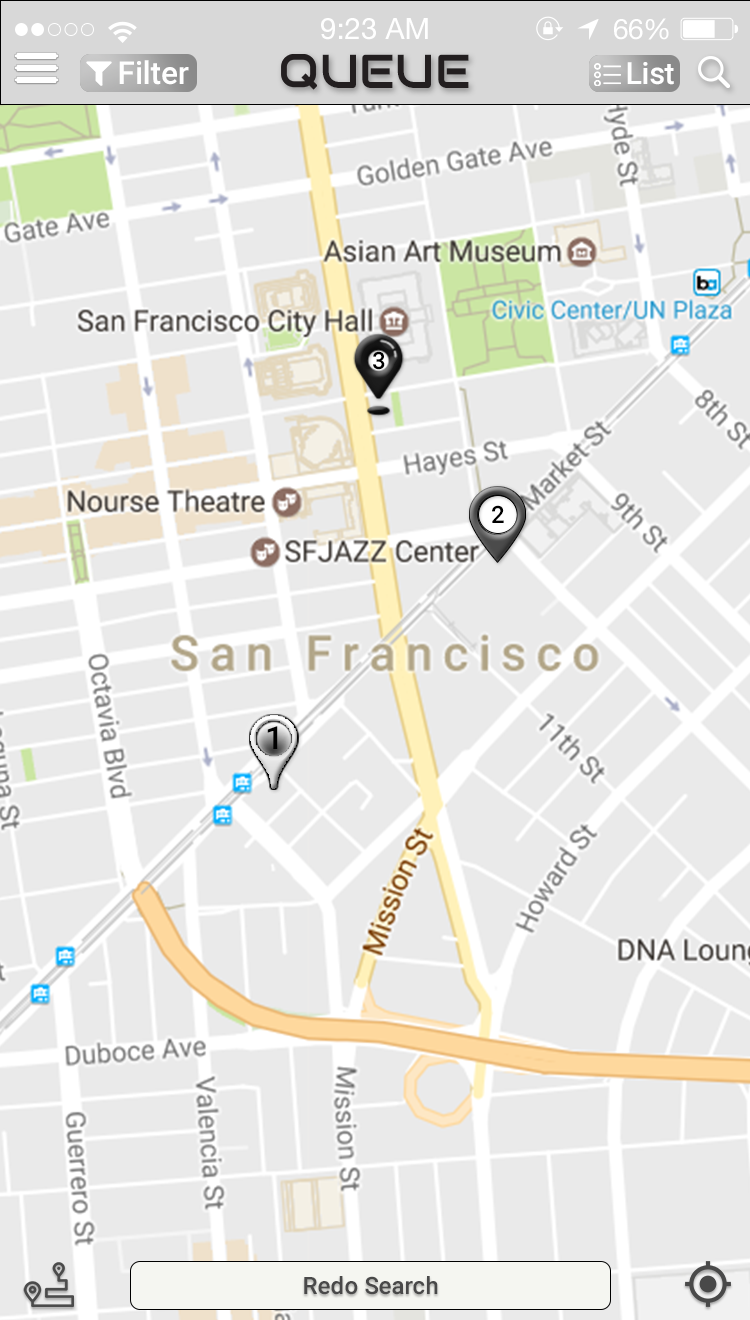 9:23 AM 66%
Filter QUEUE List
Hyde St
Golden Gate Ave
Gate Ave
Asian Art Museum
b
Civic Center/UN Plaza
San Francisco City Hall
3
8th St
Market St
Hayes St
Nourse Theatre
2
9th St
SFJAZZ Center
San Francisco
Octavia Blvd
1
11th St
Mission St
Howard St
DNA Loung
Duboce Ave
Valencia St
Mission St
Guerrero St
Redo Search